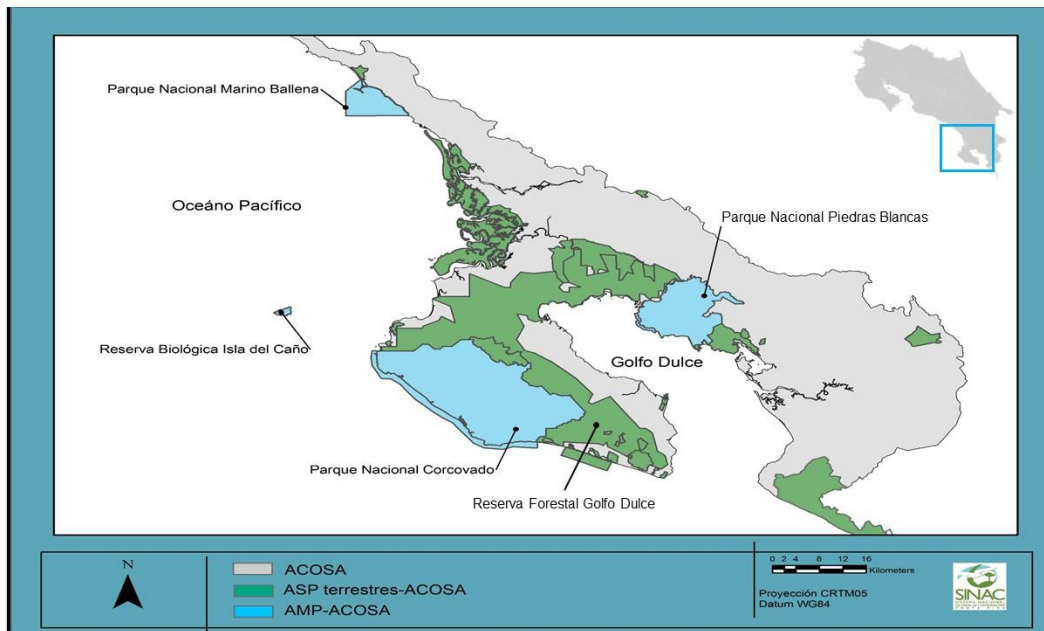 Parque Nacional Marino Ballena
Oceáno Pacífico
Parque Nacional Piedras Blancas
Reserva Biológica Isla del Caño
Golfo Dulce
Parque Nacional Corcovado
Reserva Forestal Golfo Dulce
N
ACOSA
ASP terrestres-ACOSA
AMP-ACOSA
0 2 4 8 12 16
Kilometers
Proyección CRTM05
Datum WG84
SINAC